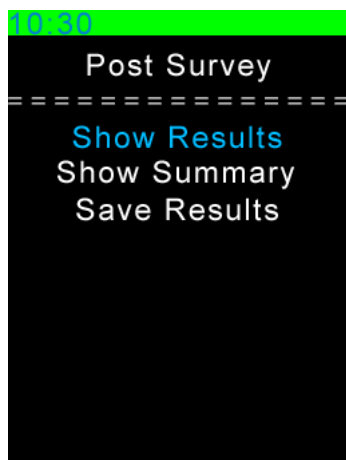 10:30
Post Survey
===============
Show Results
Show Summary
Save Results